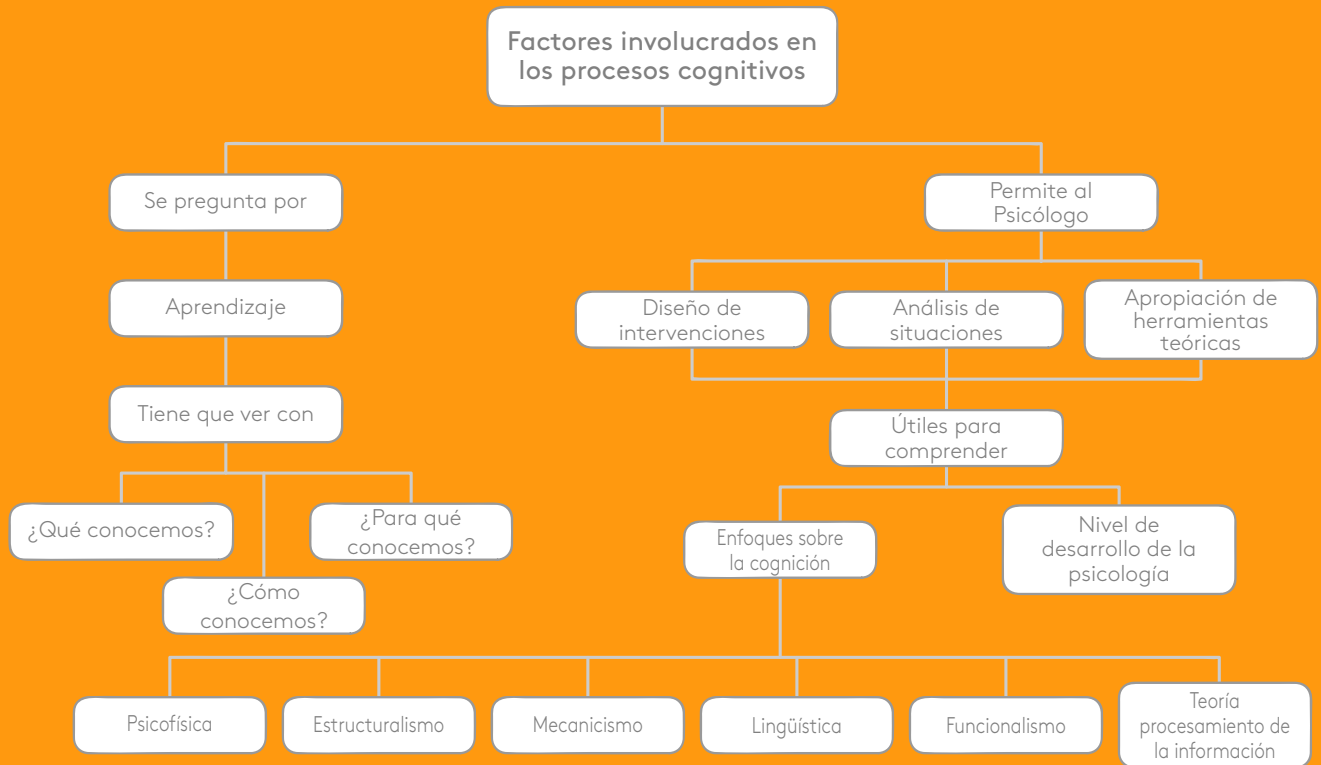 Factores involucrados en
los procesos cognitivos
Se pregunta por
Permite al
Psicólogo
Aprendizaje
Diseño de
intervenciones
Análisis de
situaciones
Apropiación de
herramientas
teóricas
Tiene que ver con
Útiles para
comprender
¿Qué conocemos?
¿Cómo
conocemos?
¿Para qué
conocemos?
Enfoques sobre
la cognición
Nivel de
desarrollo de la
psicología
Psicofísica
Estructuralismo
Mecanicismo
Lingüística
Funcionalismo
Teoría
procesamiento de
la información